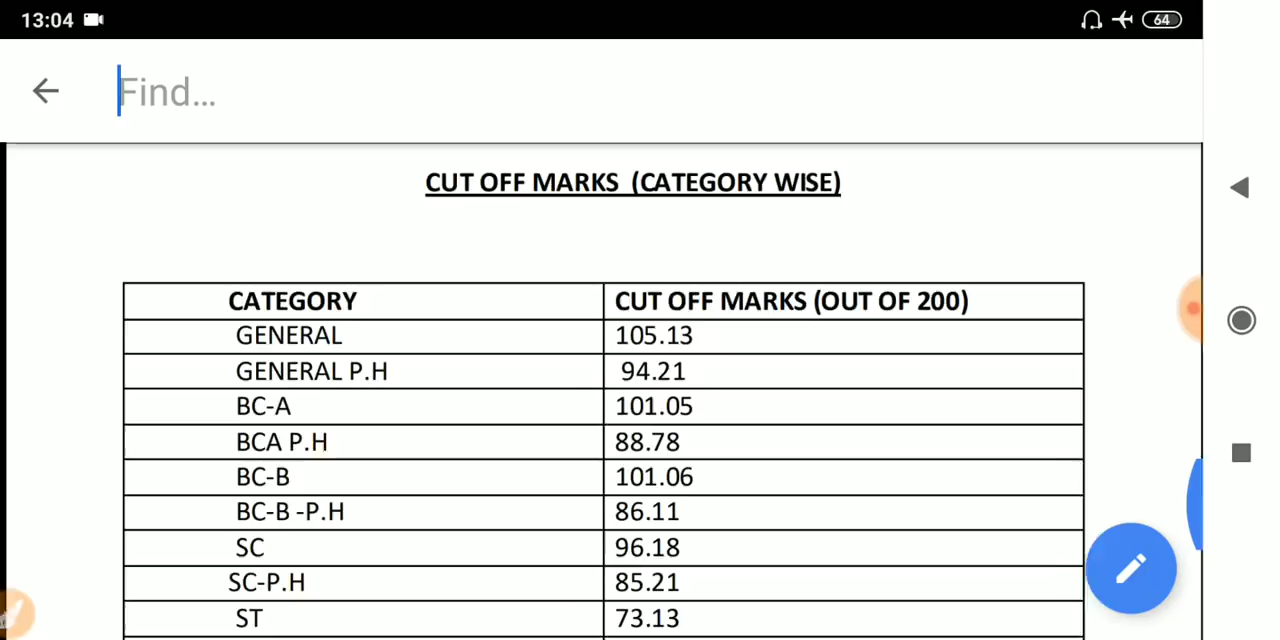 13:04
64
Find...
CUT OFF MARKS (CATEGORY WISE)
CATEGORY CUT OFF MARKS (OUT OF 200)
GENERAL 105.13
GENERAL P.H 94.21
BC-A 101.05
BCA P.H 88.78
BC-B 101.06
BC-B -P.H 86.11
SC 96.18
SC-P.H 85.21
ST 73.13